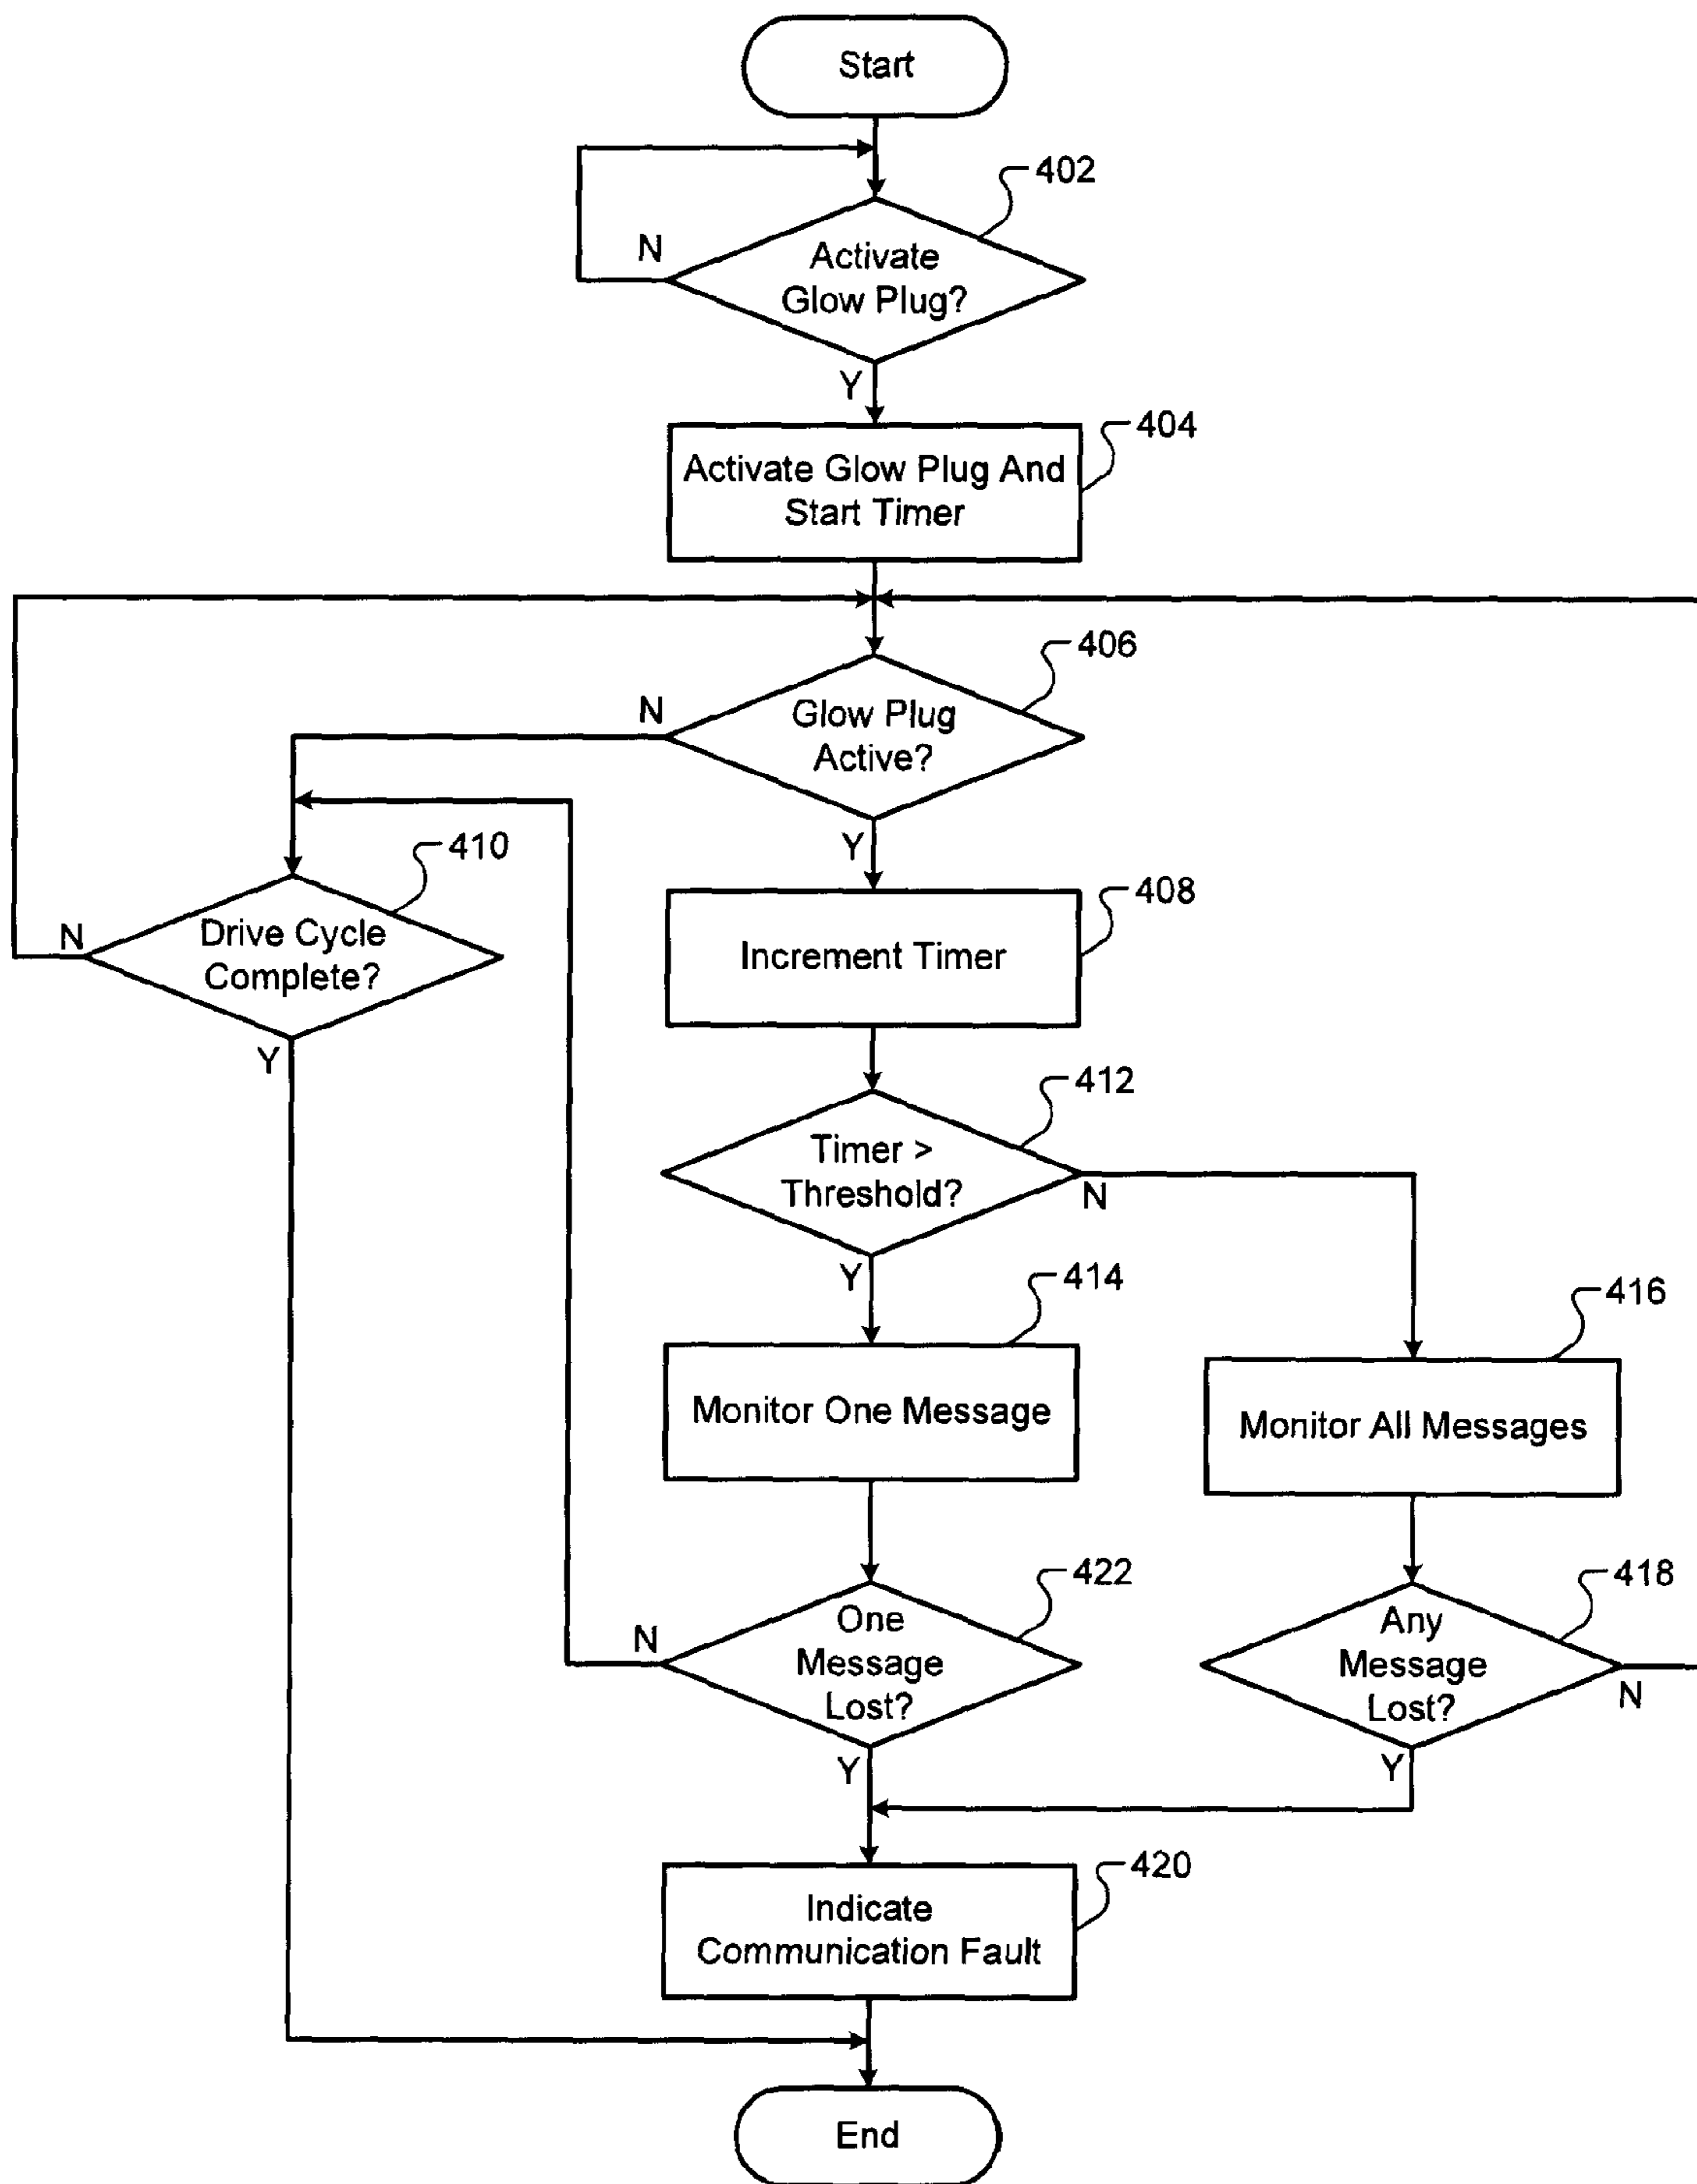 Start
402
Activate
Glow Plug?
N
Y
404
Activate Glow Plug And
Start Timer
406
Glow Plug
Active?
N
Y
410
Drive Cycle
Complete?
N
Y
408
Increment Timer
412
Timer >
Threshold?
N
Y
414
Monitor One Message
416
Monitor All Messages
422
One
Message
Lost?
N
Y
418
Any
Message
Lost?
N
Y
420
Indicate
Communication Fault
End